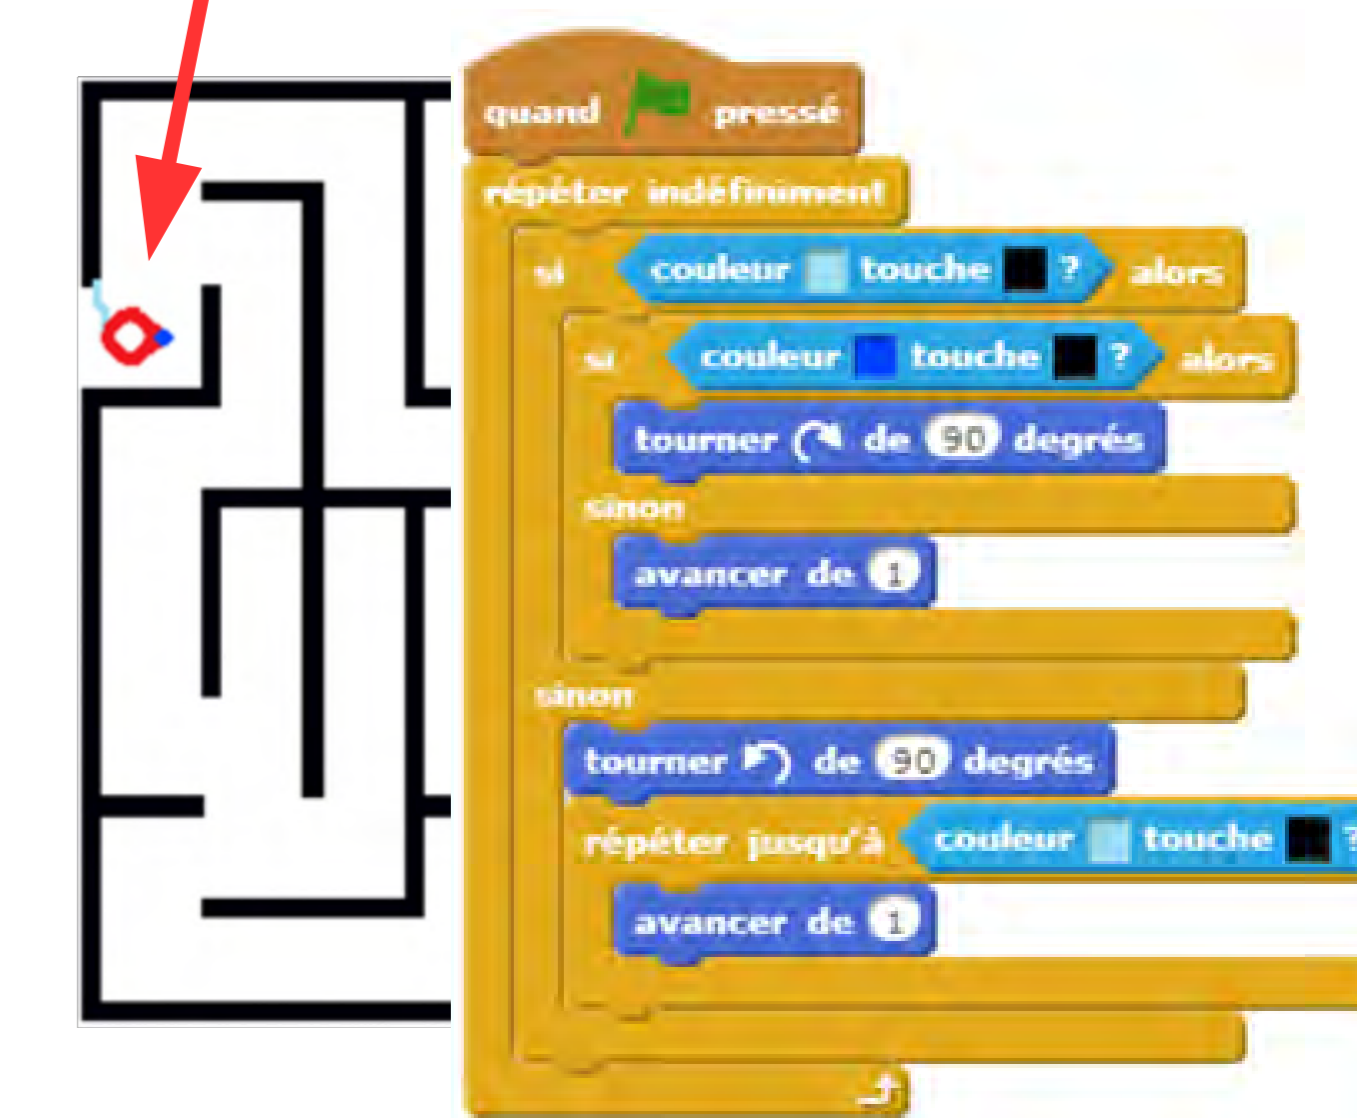 quand pressé
répéter indéfiniment
si couleur touche ? alors
si couleur touche ? alors
tourner de 90 degrés
sinon
avancer de 1
sinon
tourner de 90 degrés
répéter jusqu'à couleur touche ?
avancer de 1